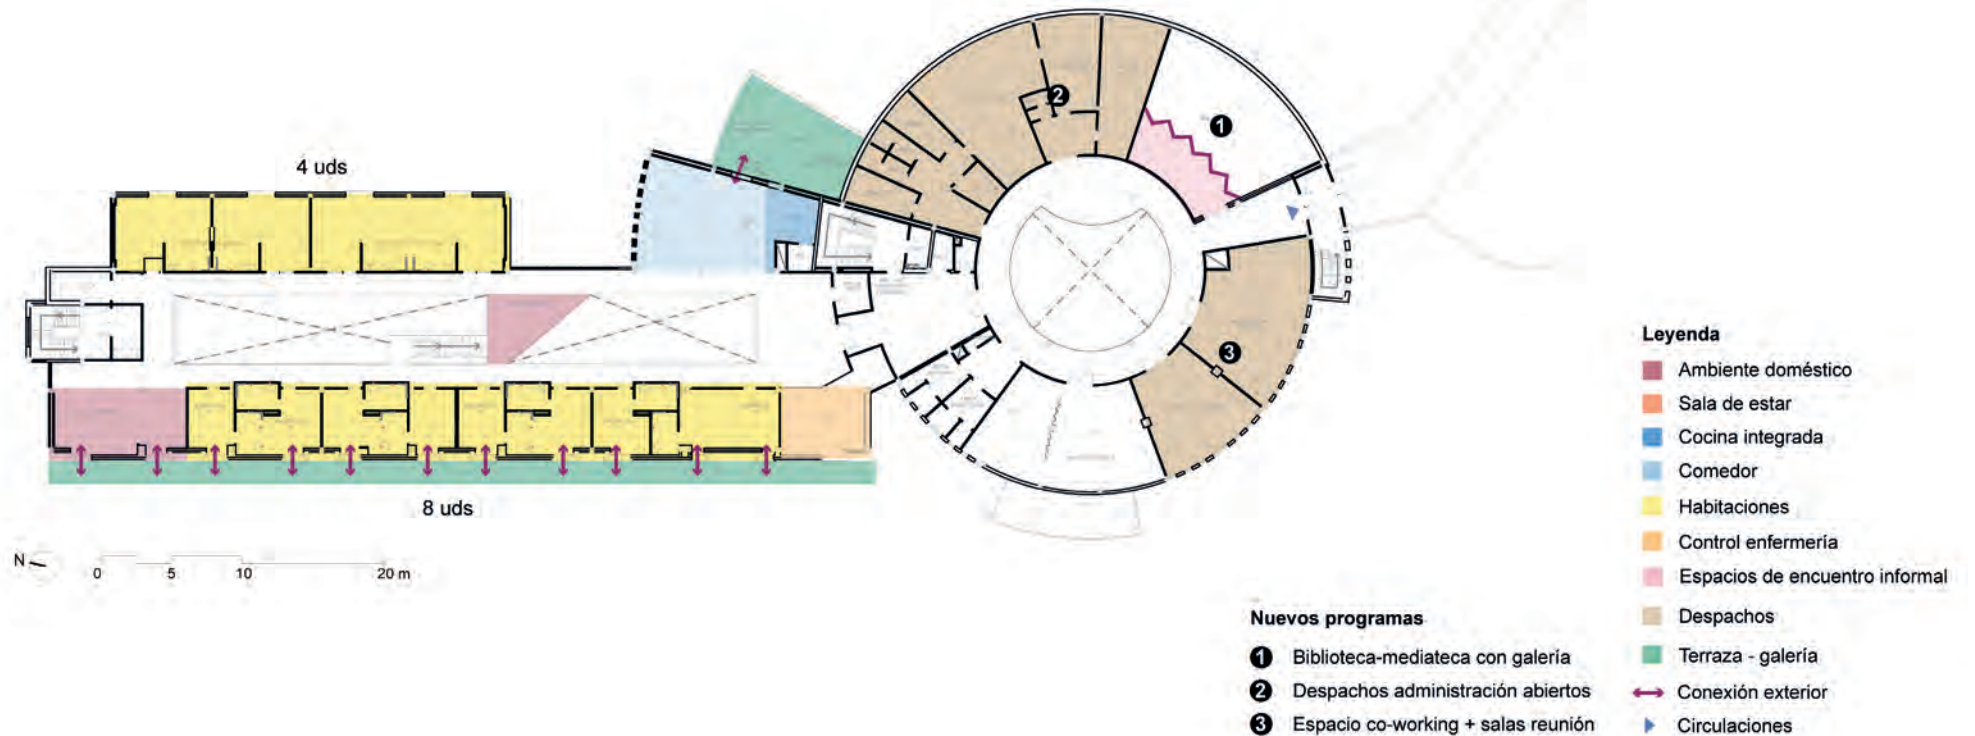 4 uds
2
1
3
8 uds
N
0 5 10 20 m
Leyenda
Ambiente doméstico
Sala de estar
Cocina integrada
Comedor
Habitaciones
Control enfermería
Espacios de encuentro informal
Despachos
Terraza - galería
Conexión exterior
Circulaciones
Nuevos programas
1 Biblioteca-mediateca con galería
2 Despachos administración abiertos
3 Espacio co-working + salas reunión